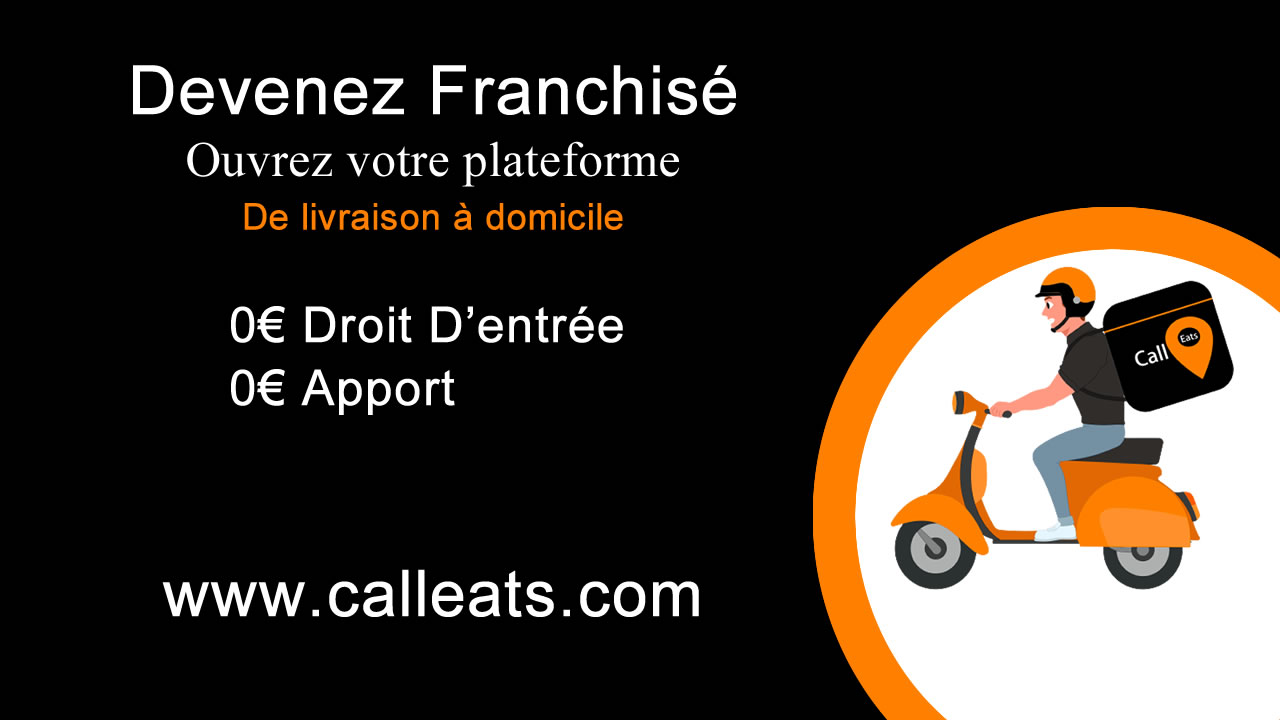 Devenez Franchisé
Ouvrez votre plateforme
De livraison à domicile
0€ Droit D’entrée
0€ Apport
Call
Eats
www.calleats.com